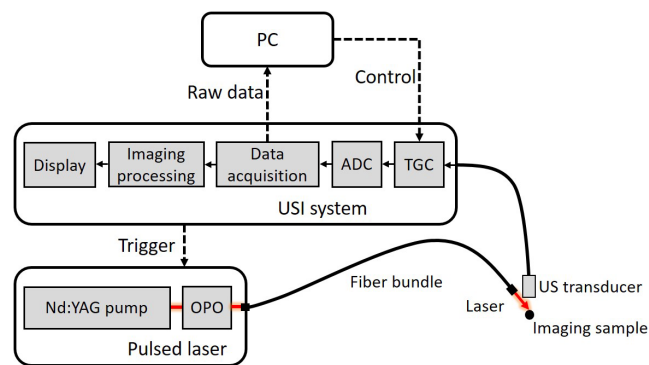 PC
Raw data
Control
Display
Imaging
processing
Data
acquisition
ADC
TGC
USI system
Trigger
Nd:YAG pump
OPO
Pulsed laser
Fiber bundle
Laser
US transducer
Imaging sample